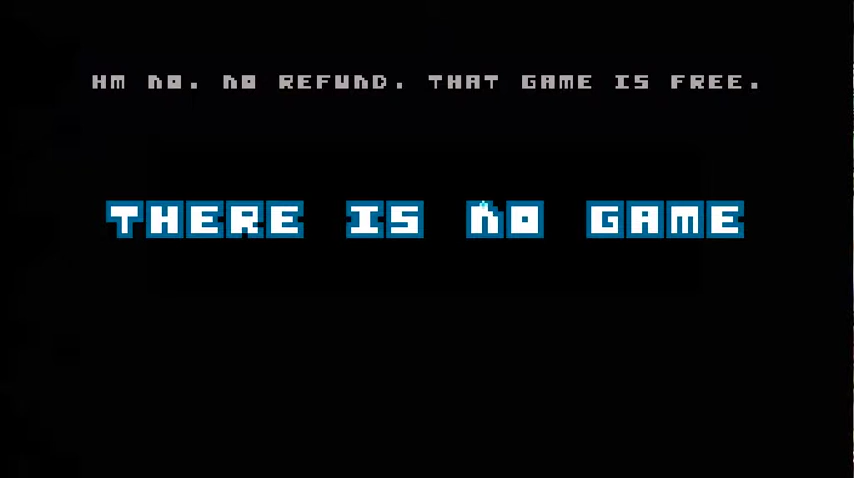 HM NO. NO REFUND. THAT GAME IS FREE.
THERE IS NO GAME